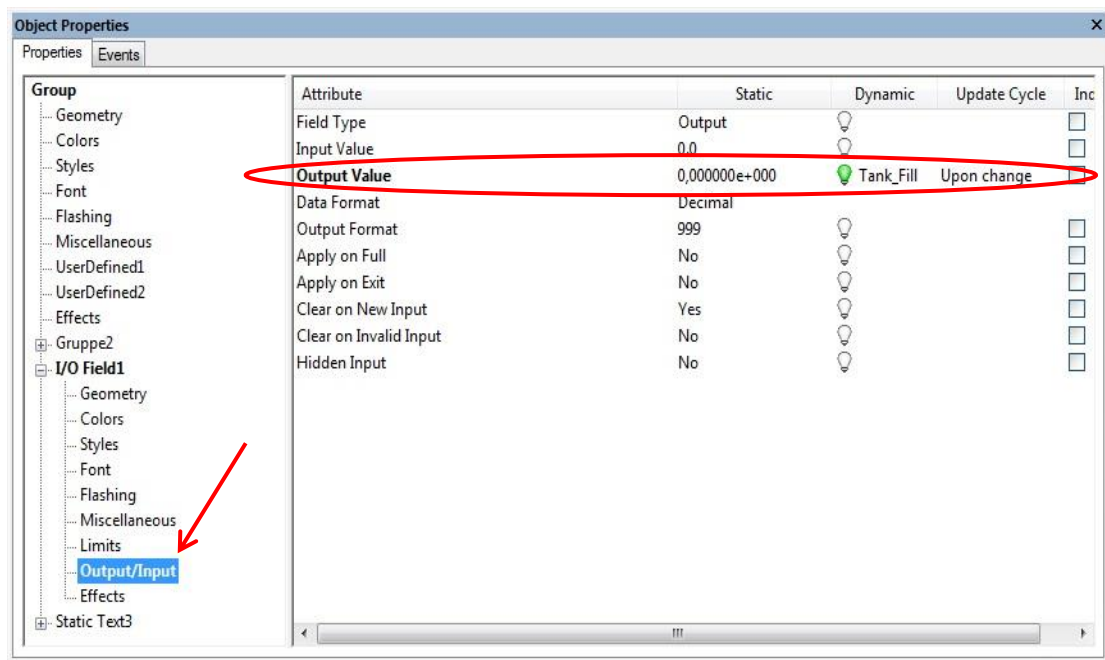 Object Properties
Properties Events
Group
Geometry
Colors
Styles
Font
Flashing
Miscellaneous
UserDefined1
UserDefined2
Effects
Gruppe2
I/O Field1
Geometry
Colors
Styles
Font
Flashing
Miscellaneous
Limits
Output/Input
Effects
Static Text3
Attribute Static Dynamic Update Cycle Inc
Field Type Output
Input Value 0.0
Output Value 0,000000e+000 Tank_Fill Upon change
Data Format Decimal
Output Format 999
Apply on Full No
Apply on Exit No
Clear on New Input Yes
Clear on Invalid Input No
Hidden Input No